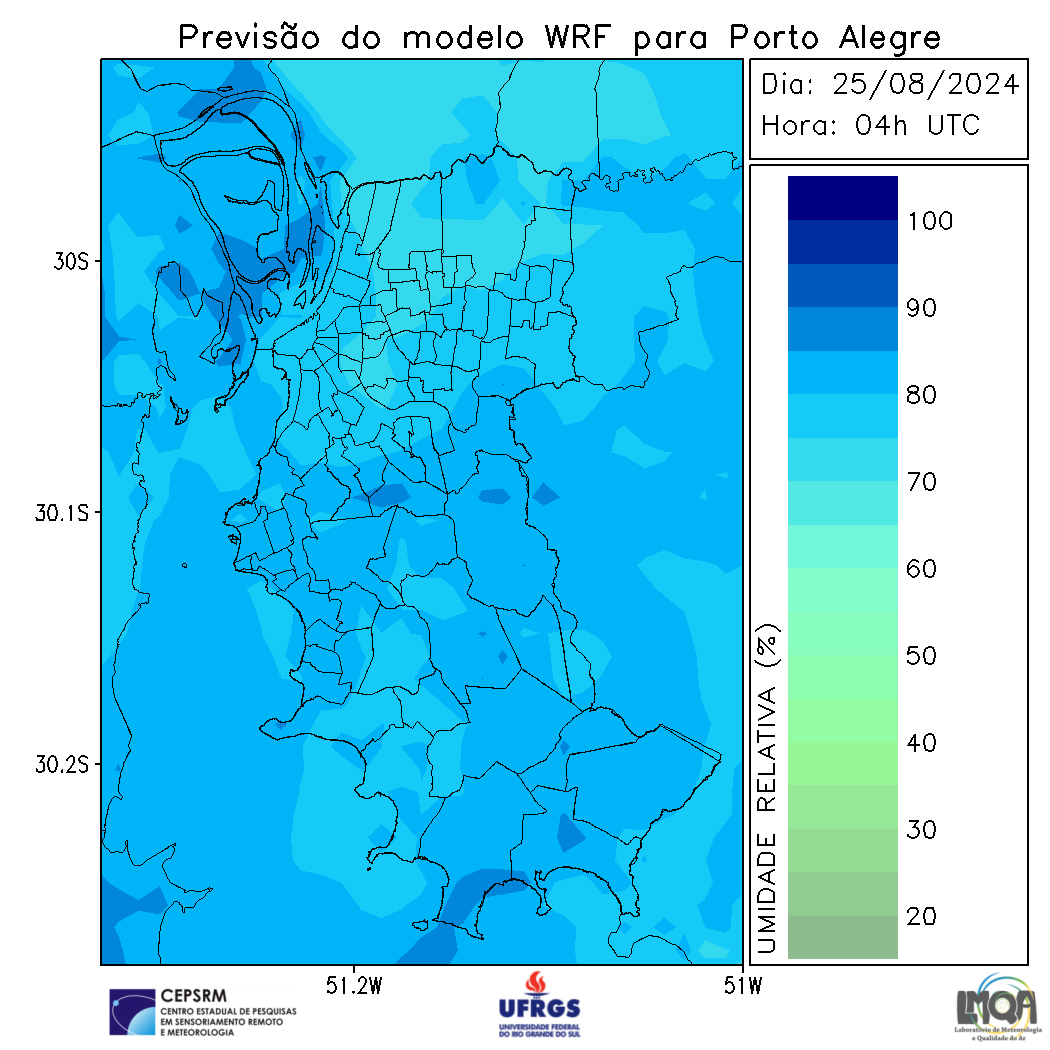 Previsão do modelo WRF para Porto Alegre
Dia: 25/08/2024
Hora: 04h UTC
30S
30.1S
30.2S
51.2W
51W
100
90
80
70
60
50
40
30
20
UMIDADE RELATIVA (%)
CEPSRM
CENTRO ESTADUAL DE PESQUISAS
EM SENSORIAMENTO REMOTO
E METEOROLOGIA
UFRGS
UNIVERSIDADE FEDERAL
DO RIO GRANDE DO SUL
LMQA
Laboratório de Meteorologia
e Qualidade do Ar